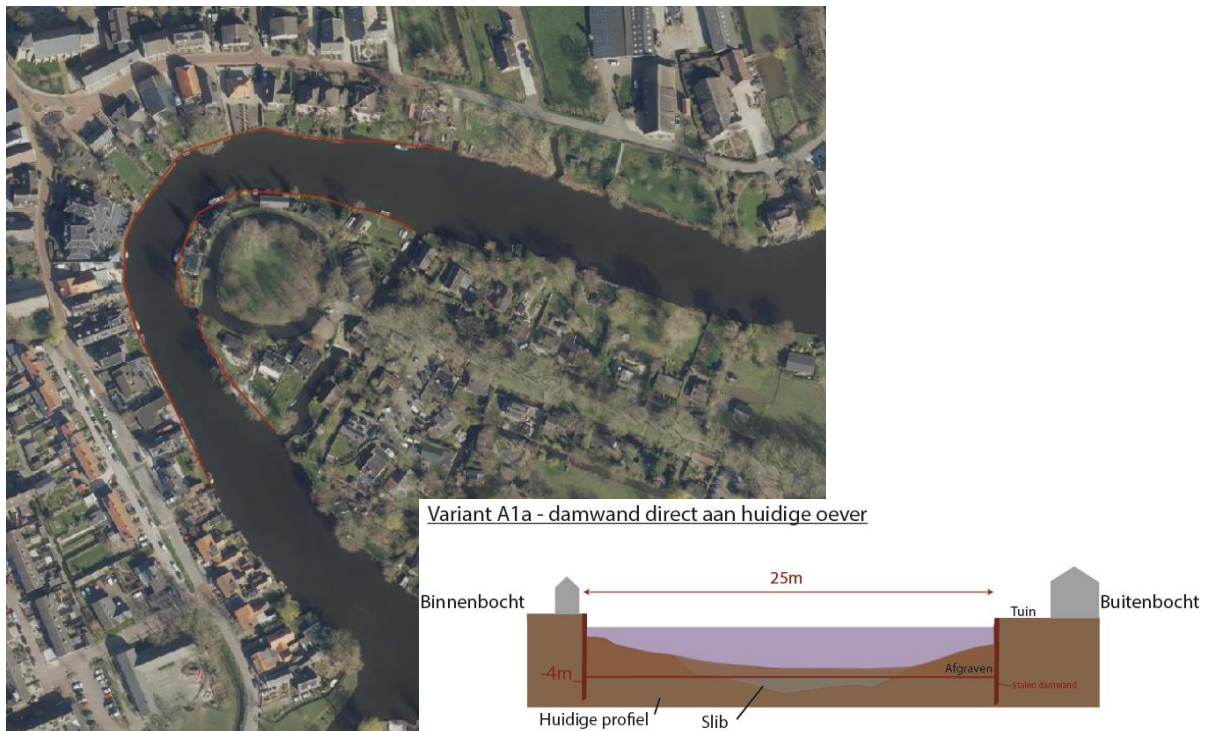 Variant A1a - damwand direct aan huidige oever
25m
Binnenbocht
Tuin
Buitenbocht
Afgraven
-4m
Stalen damwand
Huidige profiel
Slib